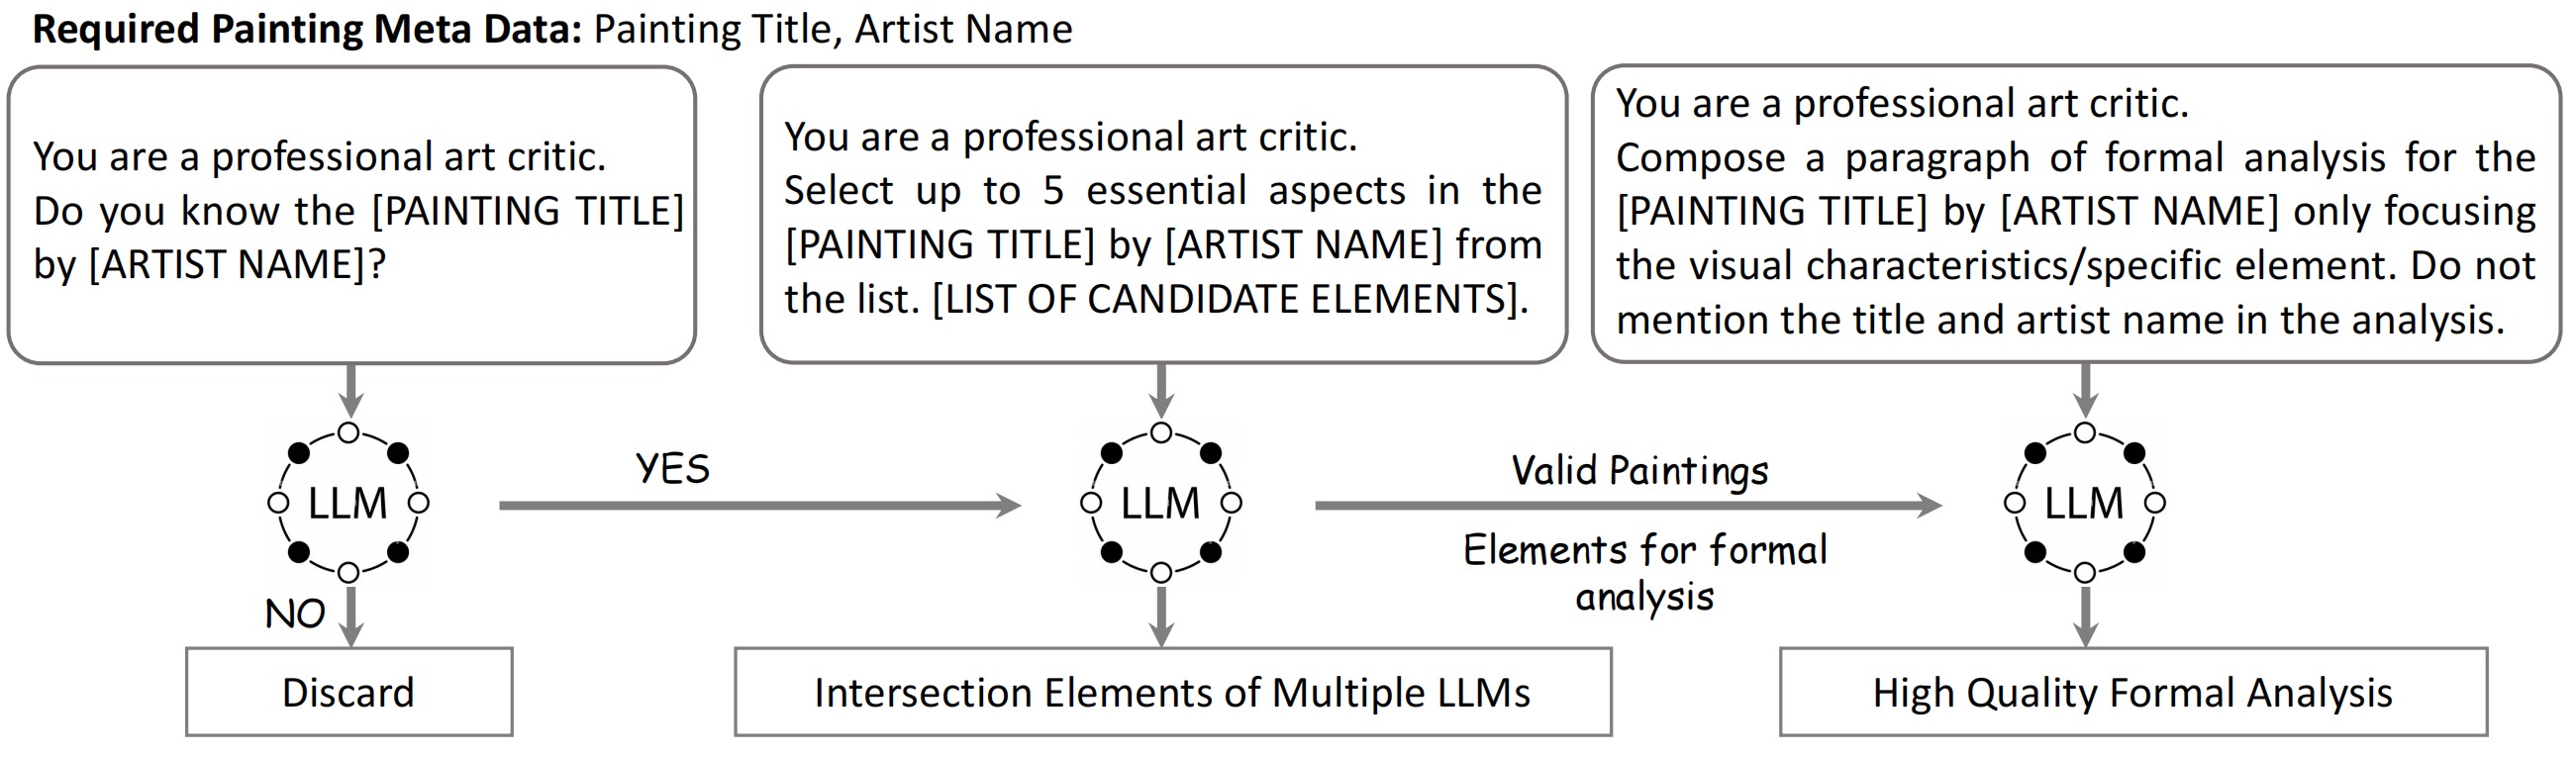 Required Painting Meta Data: Painting Title, Artist Name
You are a professional art critic.
Do you know the [PAINTING TITLE]
by [ARTIST NAME]?
You are a professional art critic.
Select up to 5 essential aspects in the
[PAINTING TITLE] by [ARTIST NAME] from
the list. [LIST OF CANDIDATE ELEMENTS].
You are a professional art critic.
Compose a paragraph of formal analysis for the
[PAINTING TITLE] by [ARTIST NAME] only focusing
the visual characteristics/specific element. Do not
mention the title and artist name in the analysis.
LLM
YES
LLM
Valid Paintings
Elements for formal
analysis
LLM
NO
Discard
Intersection Elements of Multiple LLMs
High Quality Formal Analysis